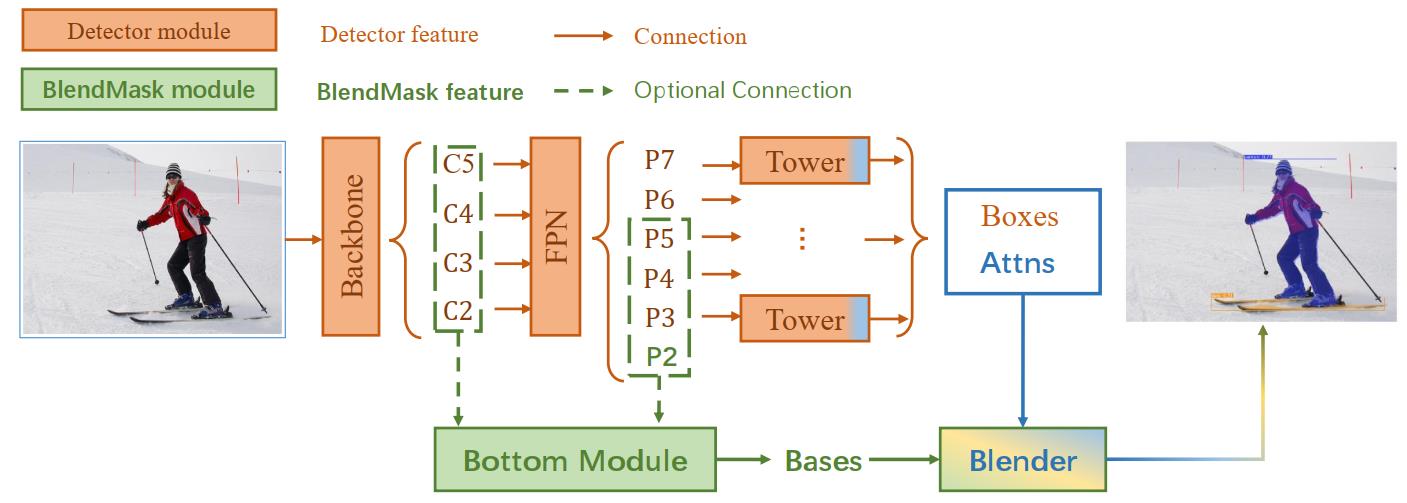 Detector module
Detector feature
Connection
BlendMask module
BlendMask feature
Optional Connection
Backbone
C5
C4
C3
C2
FPN
P7
P6
P5
P4
P3
P2
Tower
⋮
Tower
Boxes
Attns
Bottom Module
Bases
Blender